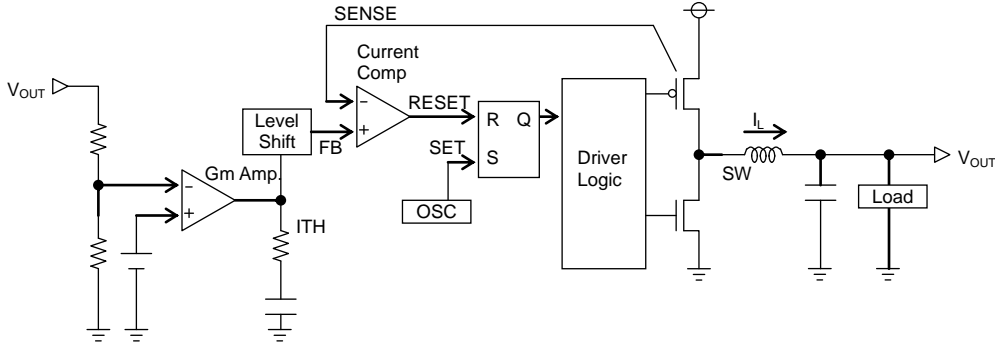 SENSE
Current
Comp
VOUT
RESET
Level
Shift
FB
R Q
SET
S
Driver
Logic
IL
VOUT
SW
Gm Amp.
Load
OSC
ITH
−
+
−
+